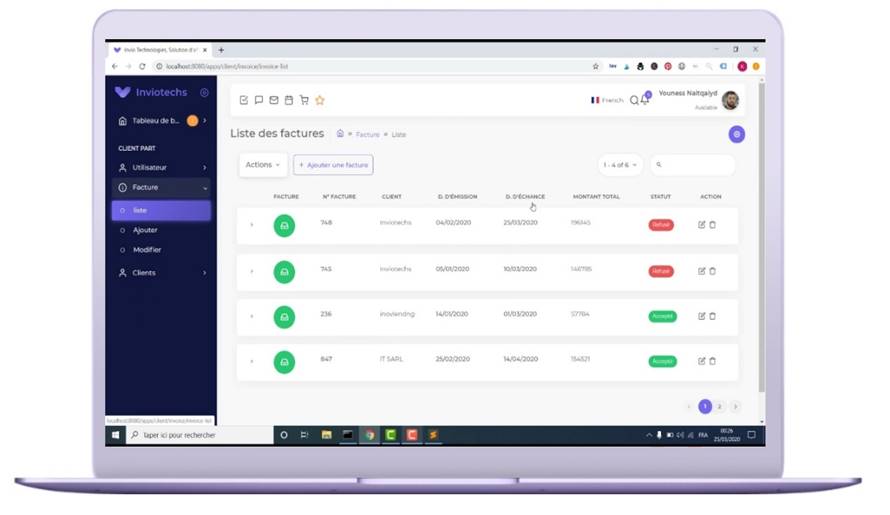 Invio Technologies, Solution d'
localhost:8080/apps/client/invoice/invoice-list
Inviotechs
French
Youness Naitqaiyd
Available
Tableau de b...
Liste des factures
Facture
Liste
CLIENT PART
Utilisateur
Actions
+ Ajouter une facture
1 - 4 of 6
Facture
FACTURE N° FACTURE CLIENT D. D'ÉMISSION D. D'ÉCHANCE MONTANT TOTAL STATUT ACTION
liste
748 Inviotechs 04/02/2020 25/03/2020 196145 Refusé
Ajouter
Modifier
Clients
745 Inviotechs 05/01/2020 10/03/2020 Refusé
236 inoviendng 14/01/2020 01/03/2020 57784 Accepté
847 IT SARL 25/02/2020 14/04/2020 154521 Accepté
1 2
localhost:8080/apps/client/invoice/invoice-list
Taper ici pour rechercher
FRA
00:26
25/03/2020